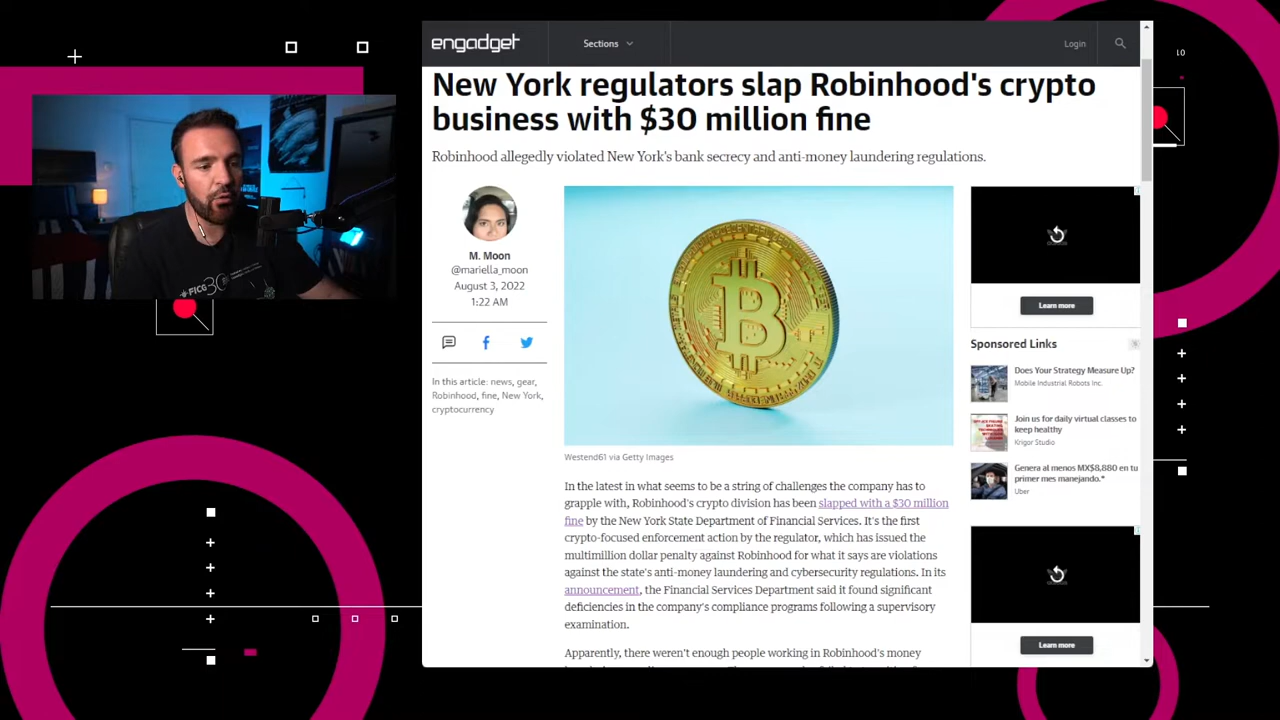 engadget
Sections
Login
New York regulators slap Robinhood's crypto
business with $30 million fine
Robinhood allegedly violated New York's bank secrecy and anti-money laundering regulations.
M. Moon
@mariella_moon
August 3, 2022
1:22 AM
In this article: news, gear,
Robinhood, fine, New York,
cryptocurrency
Westend61 via Getty Images
In the latest in what seems to be a string of challenges the company has to
grapple with, Robinhood's crypto division has been slapped with a $30 million
fine by the New York State Department of Financial Services. It's the first
crypto-focused enforcement action by the regulator, which has issued the
multimillion dollar penalty against Robinhood for what it says are violations
against the state's anti-money laundering and cybersecurity regulations. In its
announcement, the Financial Services Department said it found significant
deficiencies in the company's compliance programs following a supervisory
examination.
Apparently, there weren't enough people working in Robinhood's money
Learn more
Sponsored Links
Does Your Strategy Measure Up?
Mobile Industrial Robots Inc.
Join us for daily virtual classes to
keep healthy
Krigor Studio
Genera al menos MX$8,880 en tu
primer mes manejando.*
Uber
Learn more
10
FICG